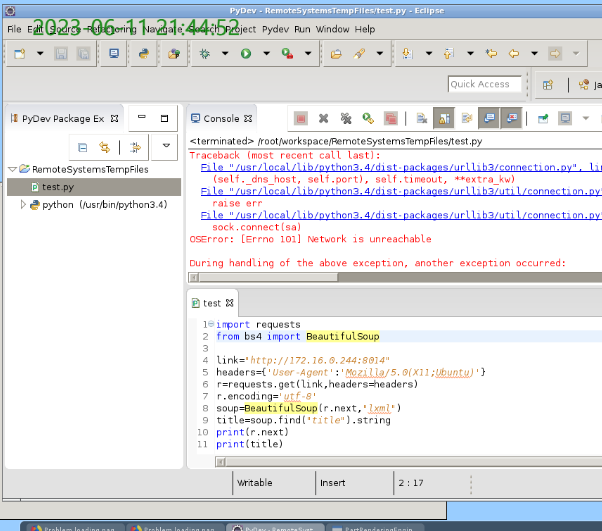 PyDev - RemoteSystemsTempFiles/test.py - Eclipse
2023-06-11 21:44:52
File Edit Source Refactoring Navigate Search Project Pydev Run Window Help
Quick Access
PyDev Package Ex
Console
<terminated> /root/workspace/RemoteSystemsTempFiles/test.py
RemoteSystemsTempFiles
test.py
python (/usr/bin/python3.4)
Traceback (most recent call last):
File "/usr/local/lib/python3.4/dist-packages/urllib3/connection.py", lin
(self._dns_host, self.port), self.timeout, **extra_kw)
File "/usr/local/lib/python3.4/dist-packages/urllib3/util/connection.py
raise err
File "/usr/local/lib/python3.4/dist-packages/urllib3/util/connection.py
sock.connect(sa)
OSError: [Errno 101] Network is unreachable
During handling of the above exception, another exception occurred:
test
1 import requests
2 from bs4 import BeautifulSoup
3
4 link="http://172.16.0.244:8014"
5 headers={'User-Agent':'Mozilla/5.0(X11;Ubuntu)'}
6 r=requests.get(link,headers=headers)
7 r.encoding='utf-8'
8 soup=BeautifulSoup(r.next,"lxml")
9 title=soup.find("title").string
10 print(r.next)
11 print(title)
Writable
Insert
2 : 17